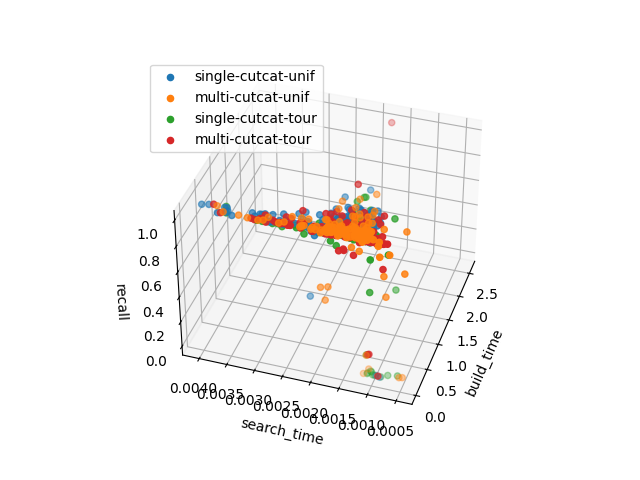 single-cutcat-unif
multi-cutcat-unif
single-cutcat-tour
multi-cutcat-tour
1.0
0.8
0.6
0.4
0.2
0.0
recall
0.0040
0.0035
0.0030
0.0025
0.0020
0.0015
0.0010
0.0005
search_time
0.0
0.5
1.0
1.5
2.0
2.5
build_time